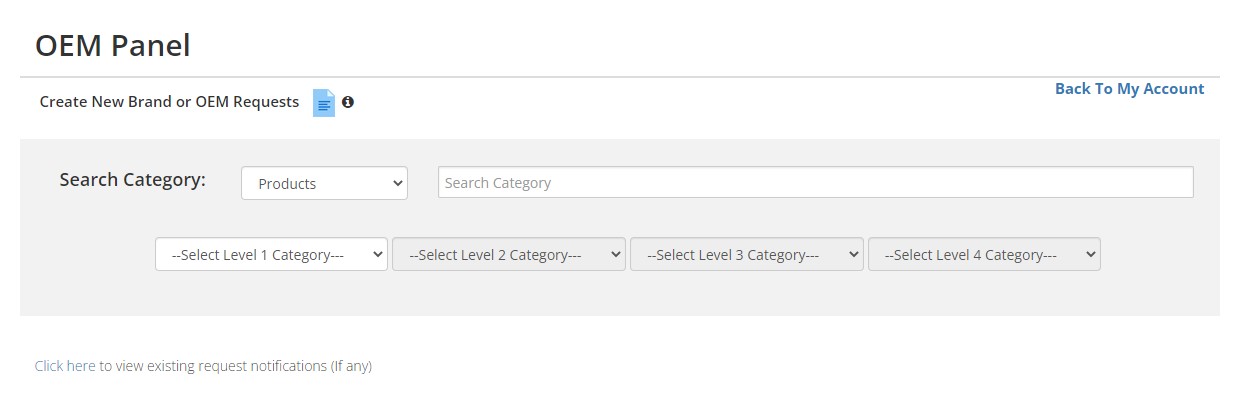 OEM Panel
Back To My Account
Create New Brand or OEM Requests
Search Category: Products Search Category
--Select Level 1 Category--- --Select Level 2 Category--- --Select Level 3 Category--- --Select Level 4 Category---
Click here to view existing request notifications (If any)